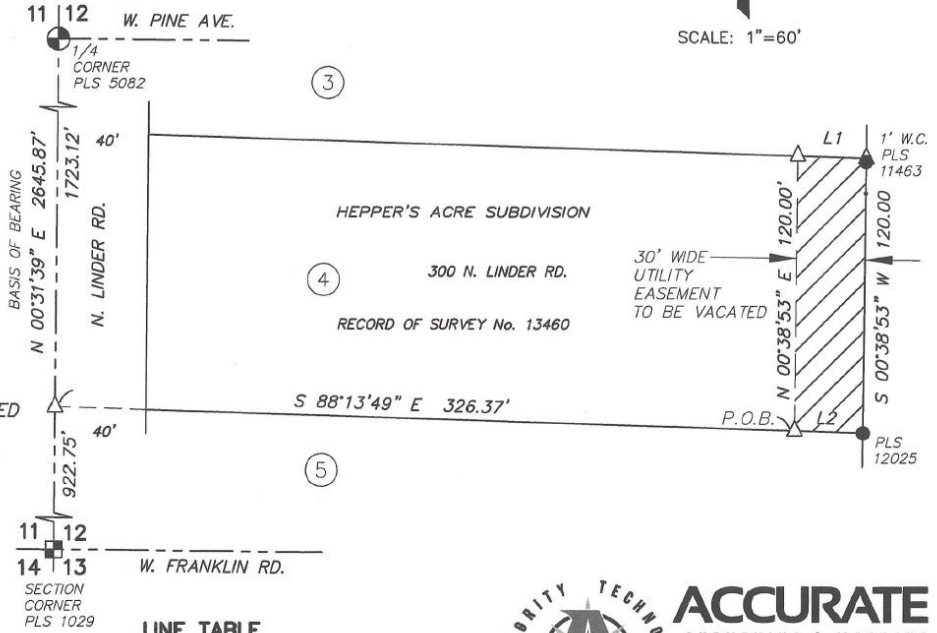 11 12
W. PINE AVE.
1/4
CORNER
PLS 5082
SCALE: 1"=60'
3
40'
L1
1' W.C.
PLS
11463
BASIS OF BEARING
N 00°31'39" E 2645.87'
1723.12'
N. LINDER RD.
HEPPER'S ACRE SUBDIVISION
4
300 N. LINDER RD.
RECORD OF SURVEY No. 13460
30' WIDE
UTILITY
EASEMENT
TO BE VACATED
N 00°38'53" E 120.00'
S 00°38'53" W 120.00
S 88°13'49" E 326.37'
ED
40'
P.O.B.
L2
PLS
12025
922.75'
5
11 12
14 13
W. FRANKLIN RD.
SECTION
CORNER
PLS 1029
LINE TABLE
ACCURATE